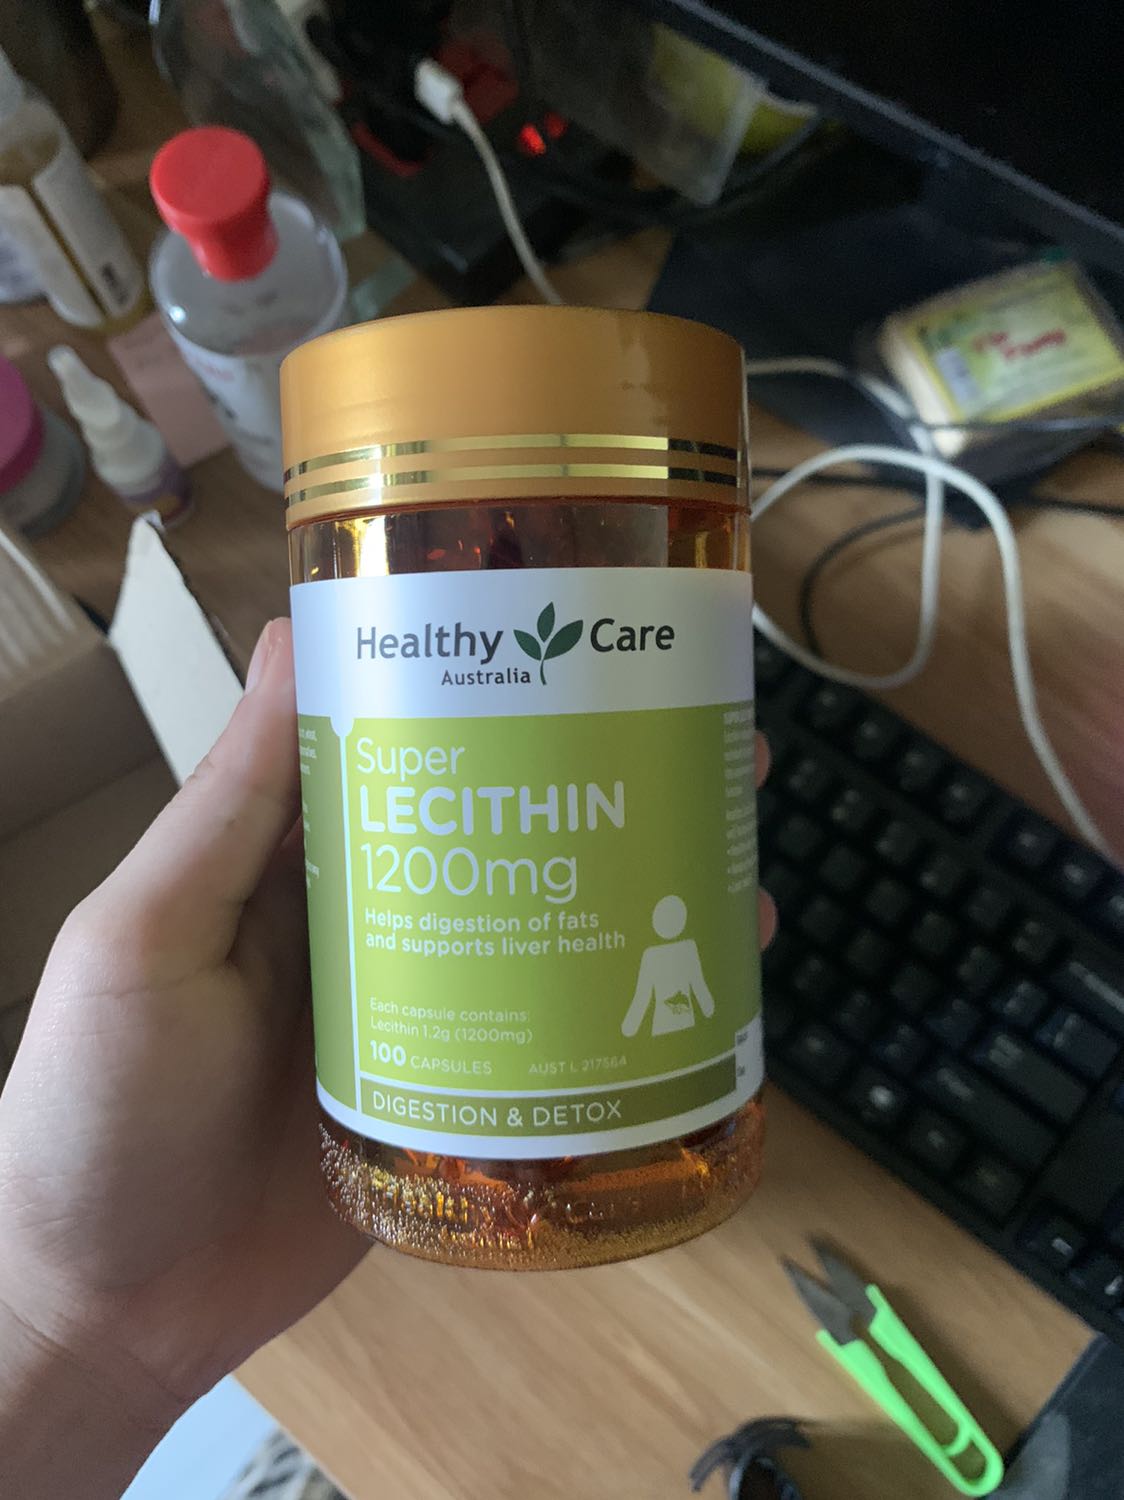 Healthy Care
Australia
Super
LECITHIN
1200mg
Helps digestion of fats
and supports liver health
Each capsule contains:
Lecithin 1.2g (1200mg)
100 CAPSULES
AUST L 217564
DIGESTION & DETOX